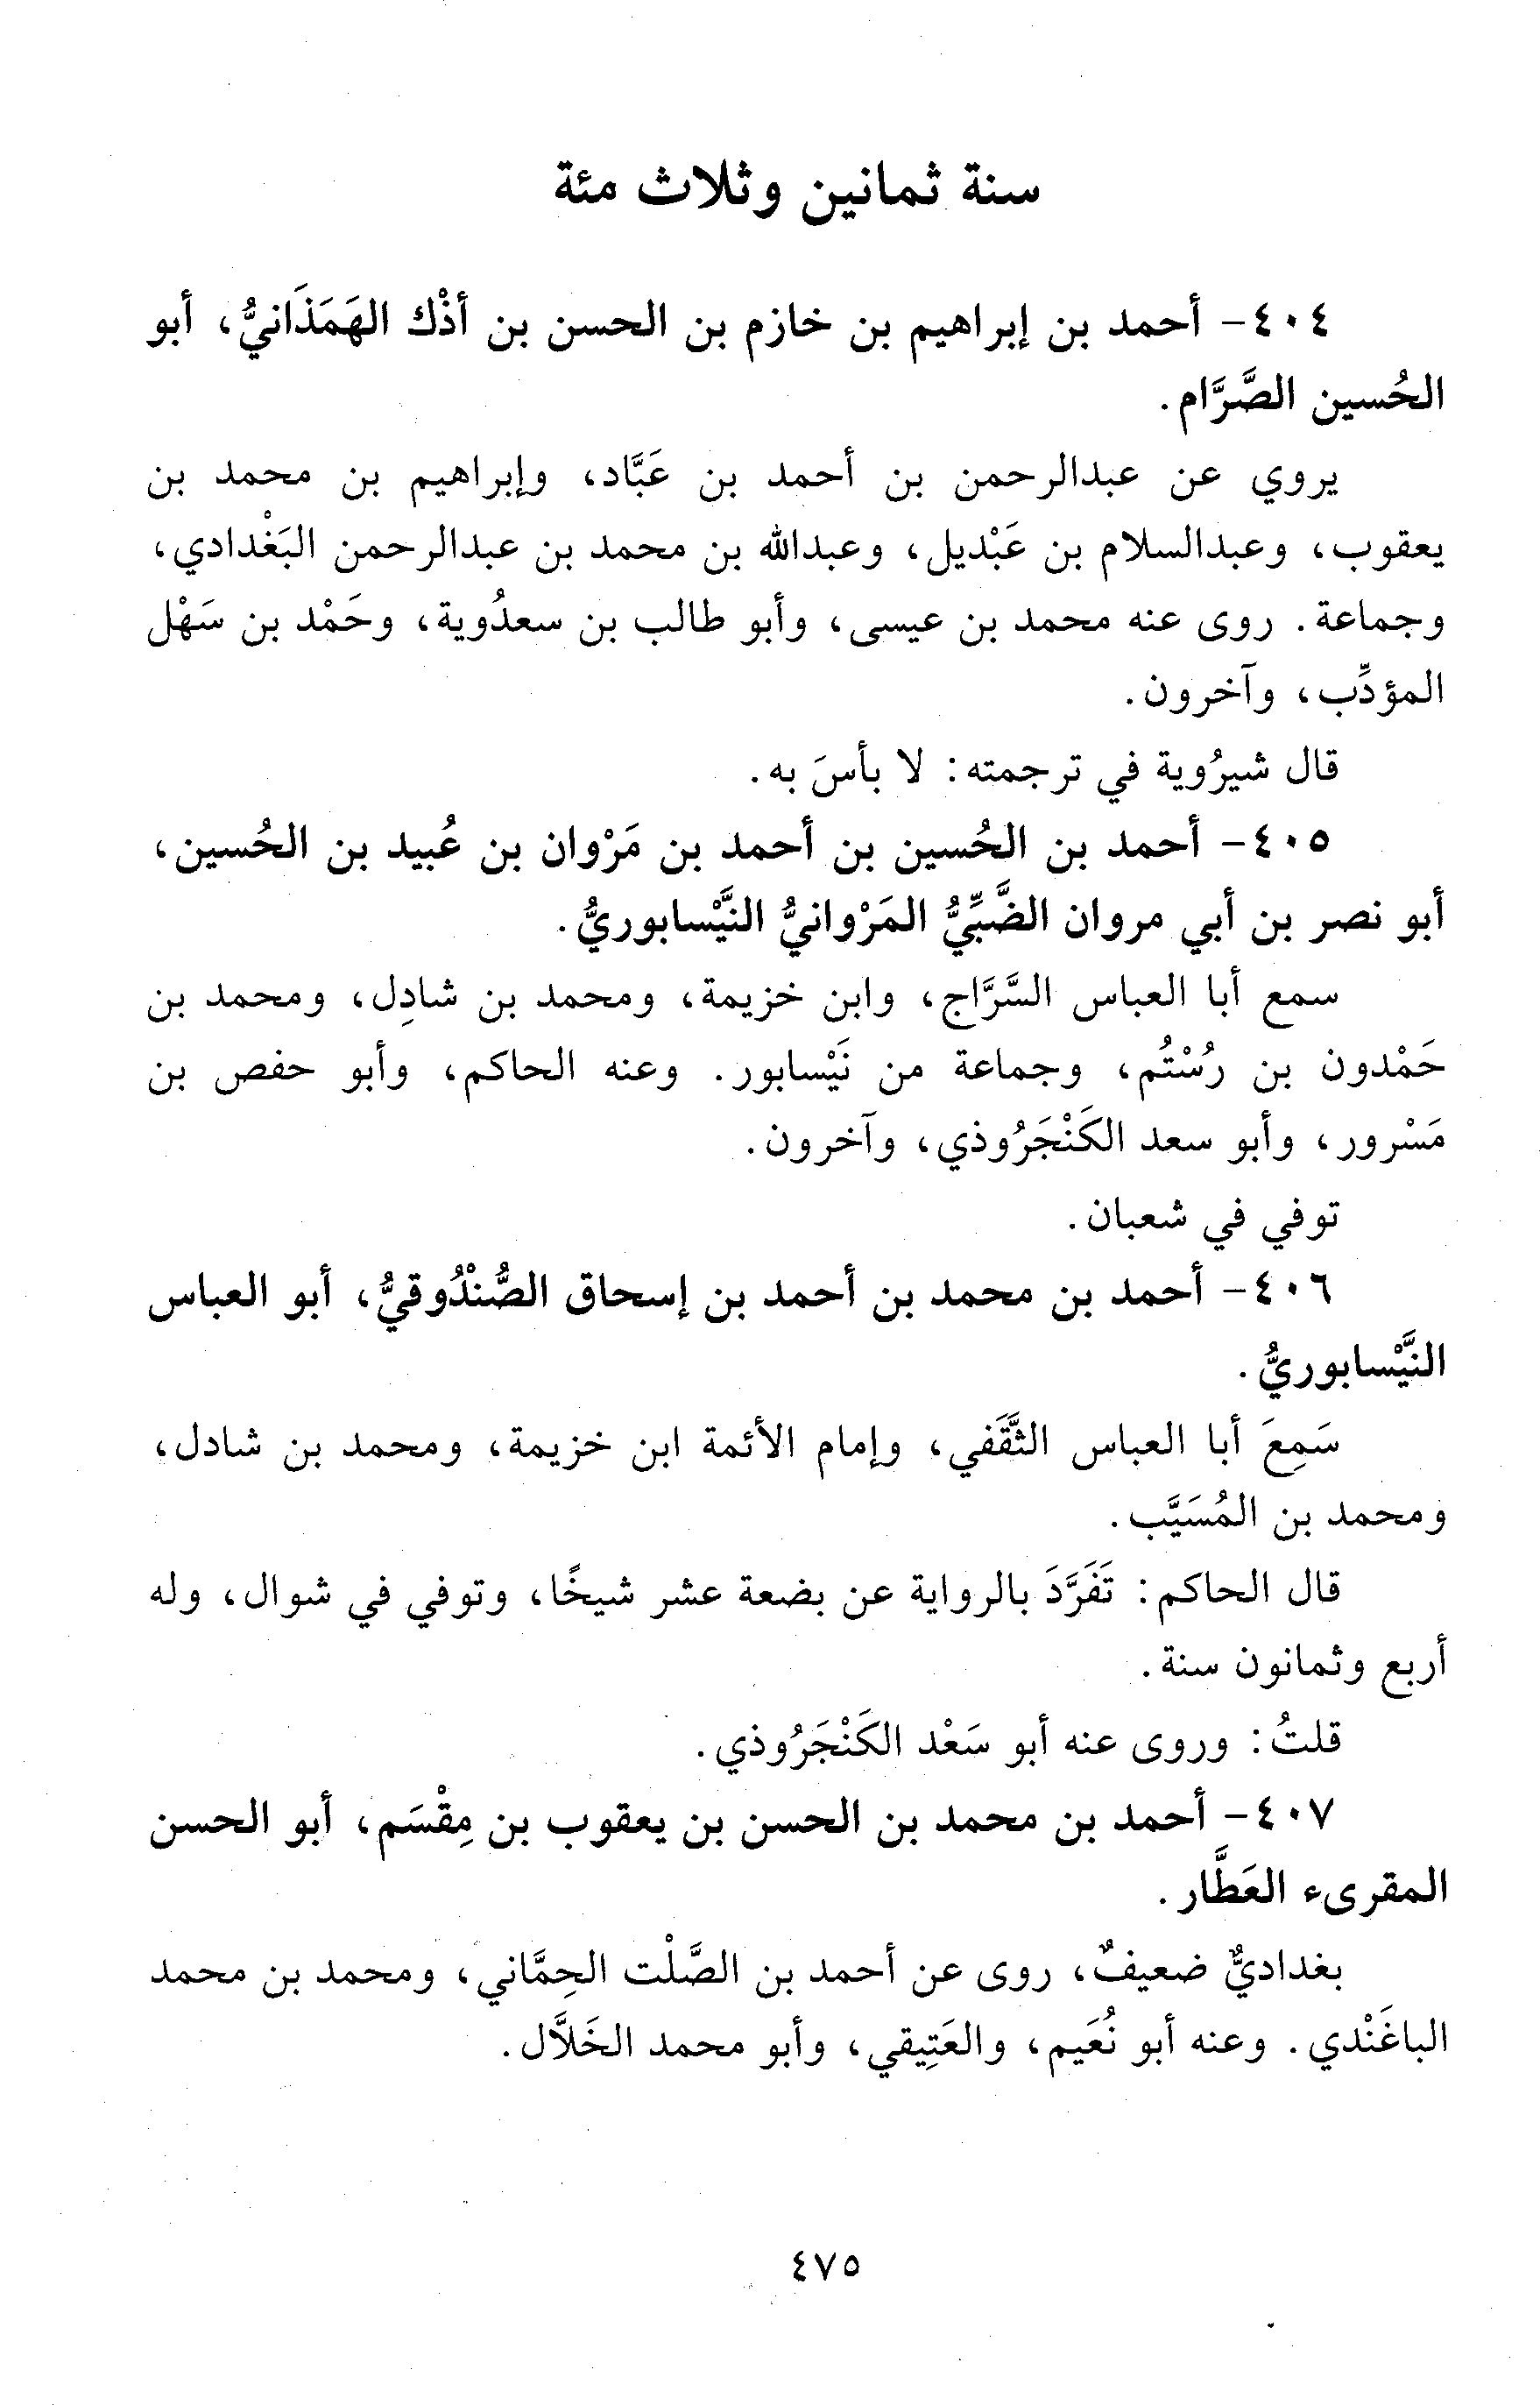 سنة ثمانين وثلاث مئة
٤٠٤- أحمد بن إبراهيم بن خازم بن الحسن بن أذْك الهَمَذَانيُّ، أبو
الحُسين الصَّرَّام.
يروي عن عبدالرحمن بن أحمد بن عَبَّاد، وإبراهيم بن محمد بن
يعقوب، وعبدالسلام بن عَبْديل، وعبدالله بن محمد بن عبدالرحمن البَغْدادي،
وجماعة. روى عنه محمد بن عيسى، وأبو طالب بن سعدُوية، وحَمْد بن سَهْل
المؤدِّب، وآخرون.
قال شيرُوية في ترجمته: لا بأسَ به.
٤٠٥- أحمد بن الحُسين بن أحمد بن مَرْوان بن عُبيد بن الحُسين،
أبو نصر بن أبي مروان الضَّبِّيُّ المَرْوانيُّ النَّيْسابوريُّ.
سمع أبا العباس السَّرَّاج، وابن خزيمة، ومحمد بن شادِل، ومحمد بن
حَمْدون بن رُسْتُم، وجماعة من نَيْسابور. وعنه الحاكم، وأبو حفص بن
مَسْرور، وأبو سعد الكَنْجَرُوذي، وآخرون.
توفي في شعبان.
٤٠٦- أحمد بن محمد بن أحمد بن إسحاق الصُّنْدُوقيُّ، أبو العباس
النَّيْسابوريُّ.
سَمِعَ أبا العباس الثَّقَفي، وإمام الأئمة ابن خزيمة، ومحمد بن شادل،
ومحمد بن المُسَيَّب.
قال الحاكم: تَفَرَّدَ بالرواية عن بضعة عشر شيخًا، وتوفي في شوال، وله
أربع وثمانون سنة.
قلتُ: وروى عنه أبو سَعْد الكَنْجَرُوذي.
٤٠٧- أحمد بن محمد بن الحسن بن يعقوب بن مِقْسَم، أبو الحسن
المقرىء العَطَّار.
بغداديٌّ ضعيفٌ، روى عن أحمد بن الصَّلْت الحِمَّاني، ومحمد بن محمد
الباغَنْدي. وعنه أبو نُعَيم، والعَتِيقي، وأبو محمد الخَلاَّل.
٤٧٥